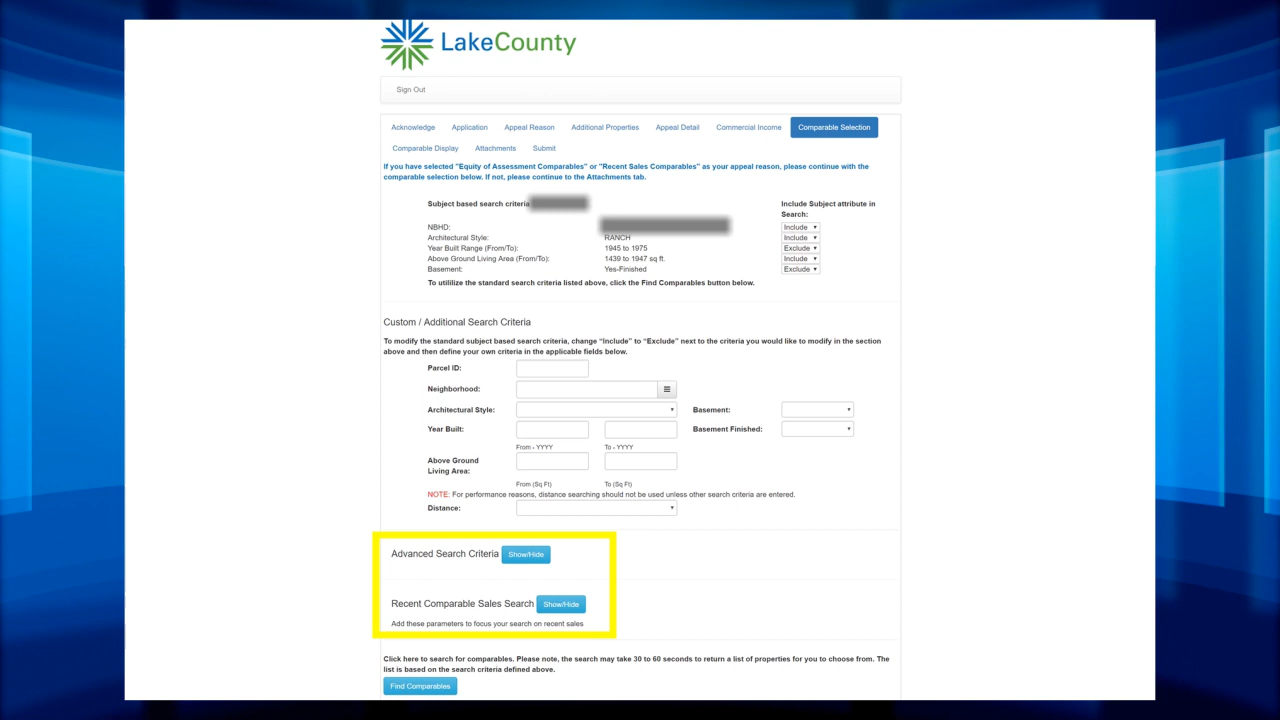 LakeCounty
Sign Out
Acknowledge Application Appeal Reason Additional Properties Appeal Detail Commercial Income Comparable Selection
Comparable Display Attachments Submit
If you have selected "Equity of Assessment Comparables" or "Recent Sales Comparables" as your appeal reason, please continue with the
comparable selection below. If not, please continue to the Attachments tab.
Subject based search criteria Include Subject attribute in
Search:
NBHD: Include
Architectural Style: RANCH Include
Year Built Range (From/To): 1945 to 1975 Exclude
Above Ground Living Area (From/To): 1439 to 1947 sq ft. Include
Basement: Yes-Finished Exclude
To utililize the standard search criteria listed above, click the Find Comparables button below.
Custom / Additional Search Criteria
To modify the standard subject based search criteria, change “Include” to “Exclude” next to the criteria you would like to modify in the section
above and then define your own criteria in the applicable fields below.
Parcel ID:
Neighborhood:
Architectural Style: Basement:
Year Built: Basement Finished:
From - YYYY To - YYYY
Above Ground
Living Area:
From (Sq Ft) To (Sq Ft)
NOTE: For performance reasons, distance searching should not be used unless other search criteria are entered.
Distance:
Advanced Search Criteria Show/Hide
Recent Comparable Sales Search Show/Hide
Add these parameters to focus your search on recent sales
Click here to search for comparables. Please note, the search may take 30 to 60 seconds to return a list of properties for you to choose from. The
list is based on the search criteria defined above.
Find Comparables